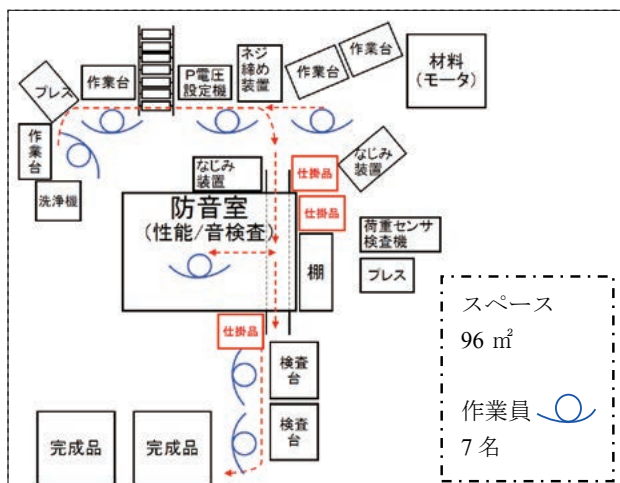 プレス
作業台
P電圧
設定機
ネジ
締め
装置
作業台
作業台
材料
(モータ)
作
業
台
洗浄機
なじみ
装置
仕掛品
なじみ
装置
防音室
(性能/音検査)
仕掛品
棚
荷重センサ
検査機
プレス
仕掛品
検査
台
検査
台
完成品
完成品
スペース
96 ㎡
作業員
7 名